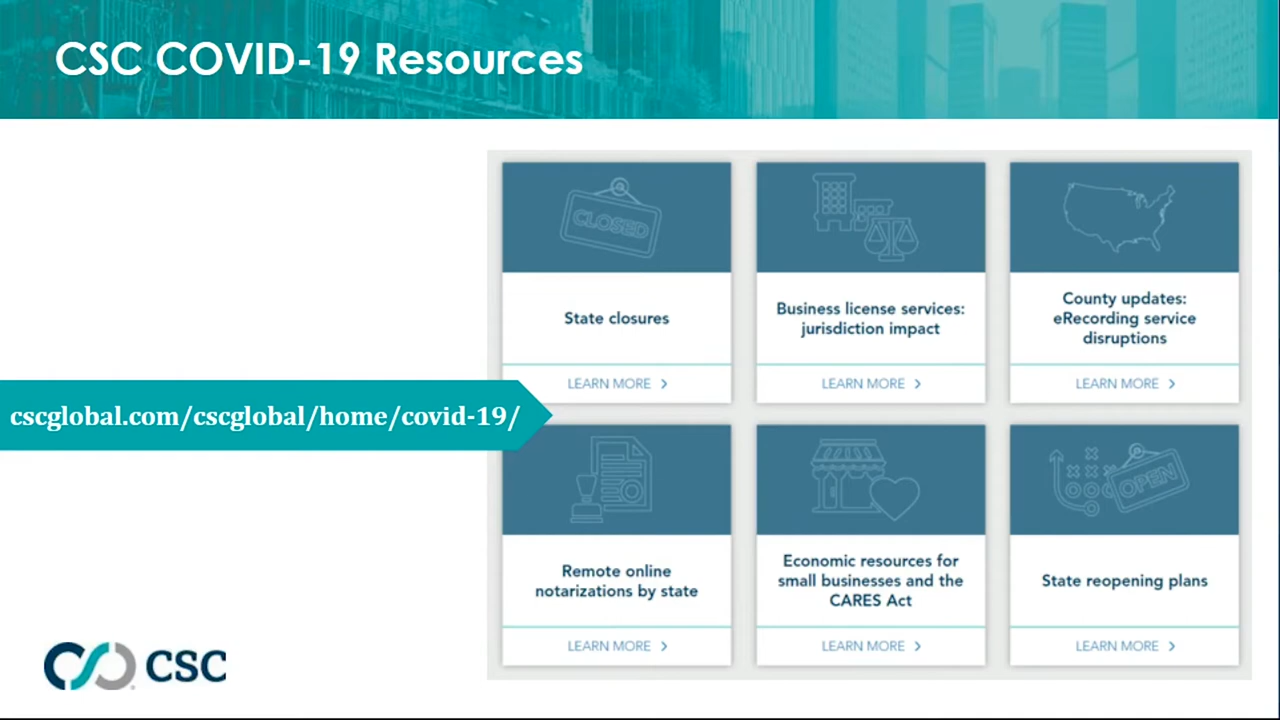 CSC COVID-19 Resources
CLOSED
State closures
LEARN MORE >
Business license services:
jurisdiction impact
LEARN MORE >
County updates:
eRecording service
disruptions
LEARN MORE >
cscglobal.com/cscglobal/home/covid-19/
Remote online
notarizations by state
LEARN MORE >
Economic resources for
small businesses and the
CARES Act
LEARN MORE >
OPEN
State reopening plans
LEARN MORE >
CSC